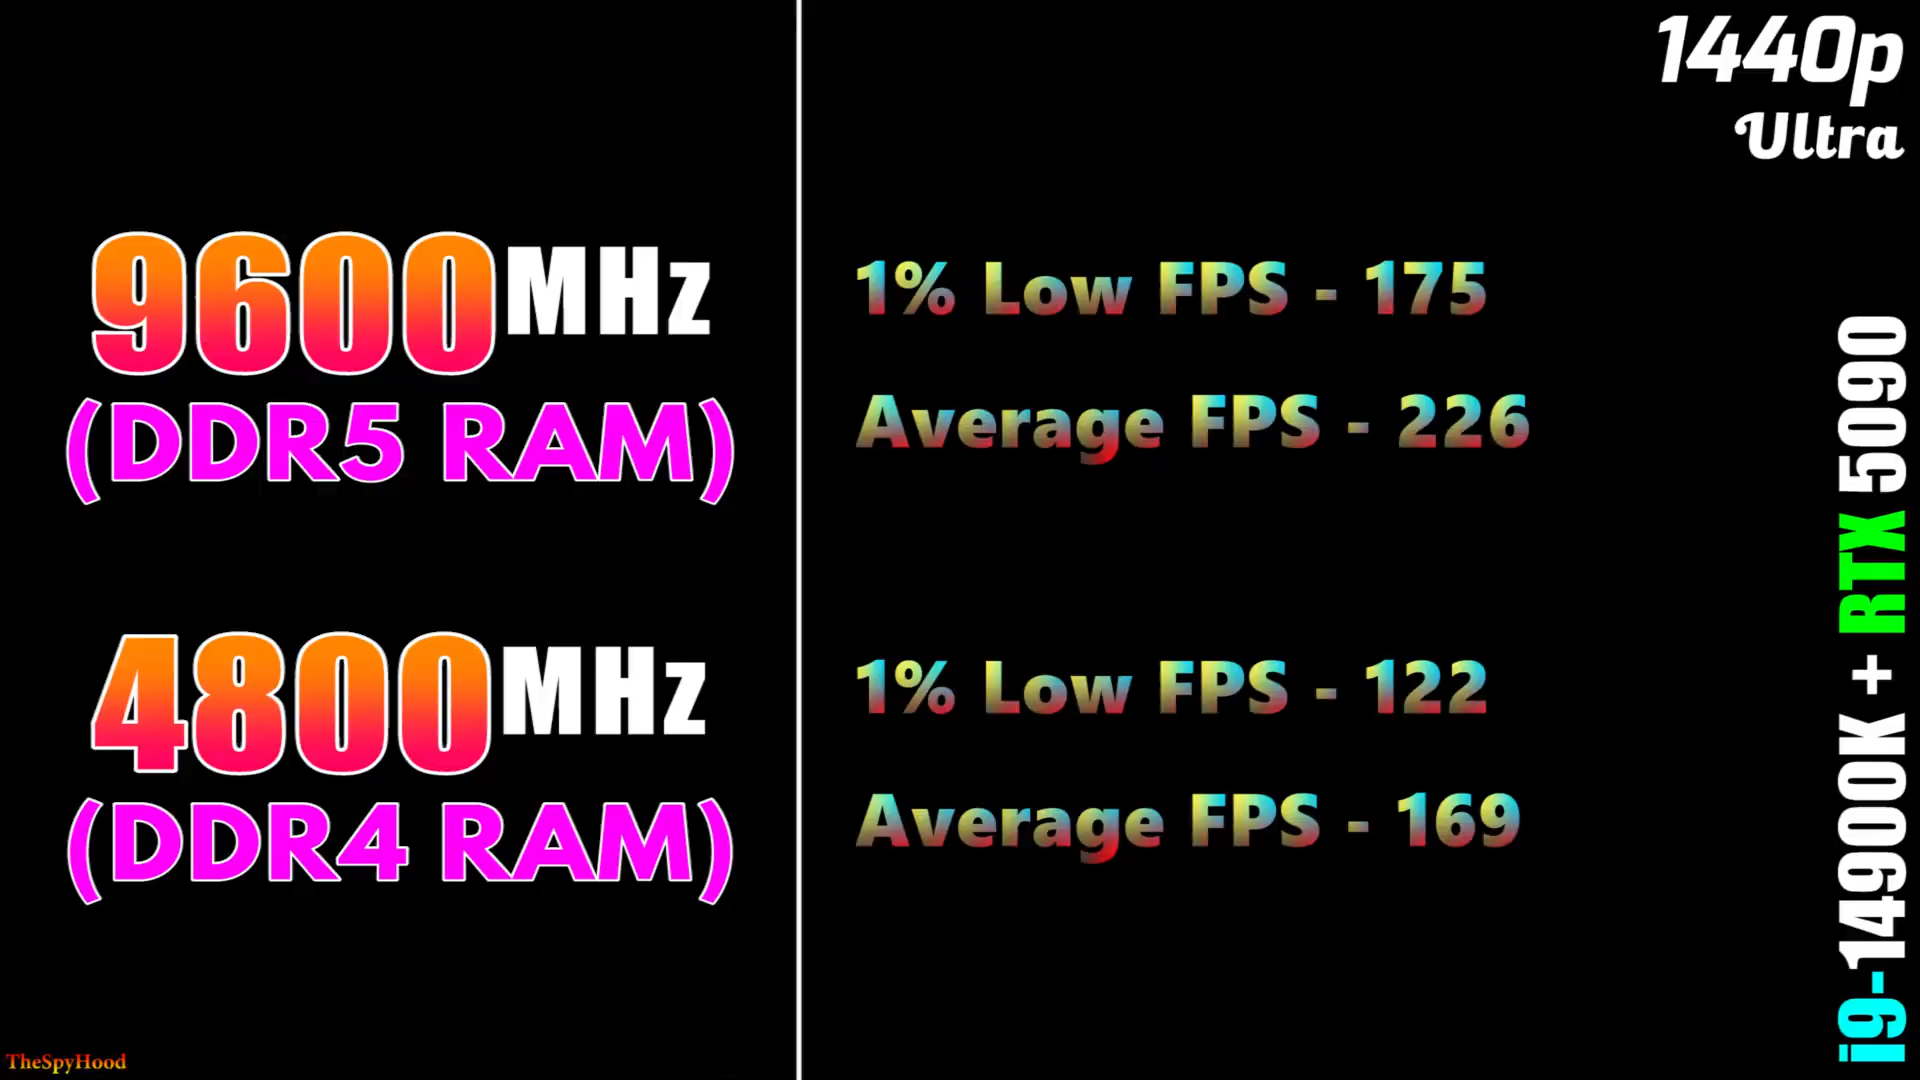 1440p
Ultra
9600MHz
(DDR5 RAM)
1% Low FPS - 175
Average FPS - 226
4800MHz
(DDR4 RAM)
1% Low FPS - 122
Average FPS - 169
i9-14900K + RTX 5090
TheSpyHood